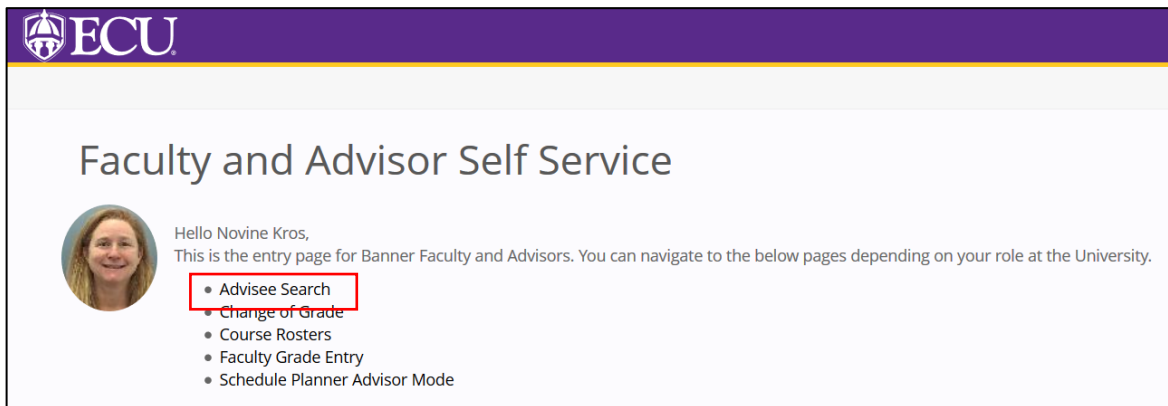 ECU
Faculty and Advisor Self Service
Hello Novine Kros,
This is the entry page for Banner Faculty and Advisors. You can navigate to the below pages depending on your role at the University.
Advisee Search
Change of Grade
Course Rosters
Faculty Grade Entry
Schedule Planner Advisor Mode